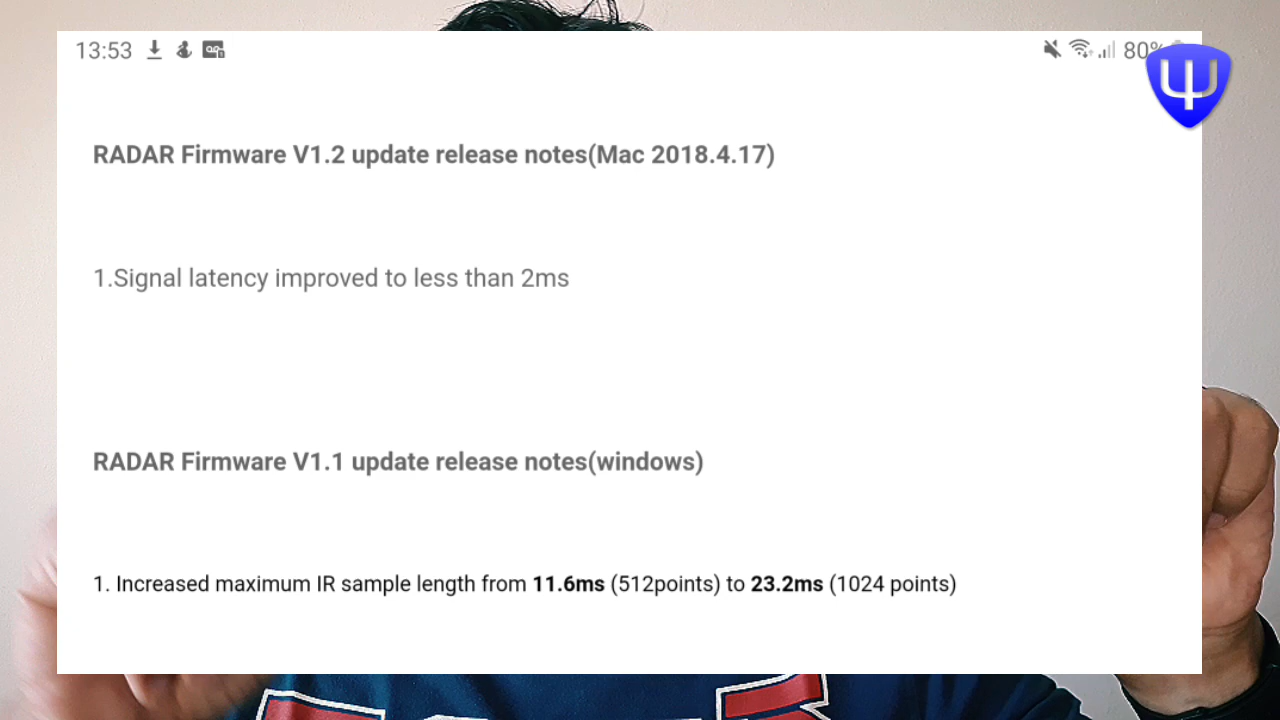 13:53
80%
RADAR Firmware V1.2 update release notes(Mac 2018.4.17)
1.Signal latency improved to less than 2ms
RADAR Firmware V1.1 update release notes(windows)
1. Increased maximum IR sample length from 11.6ms (512points) to 23.2ms (1024 points)